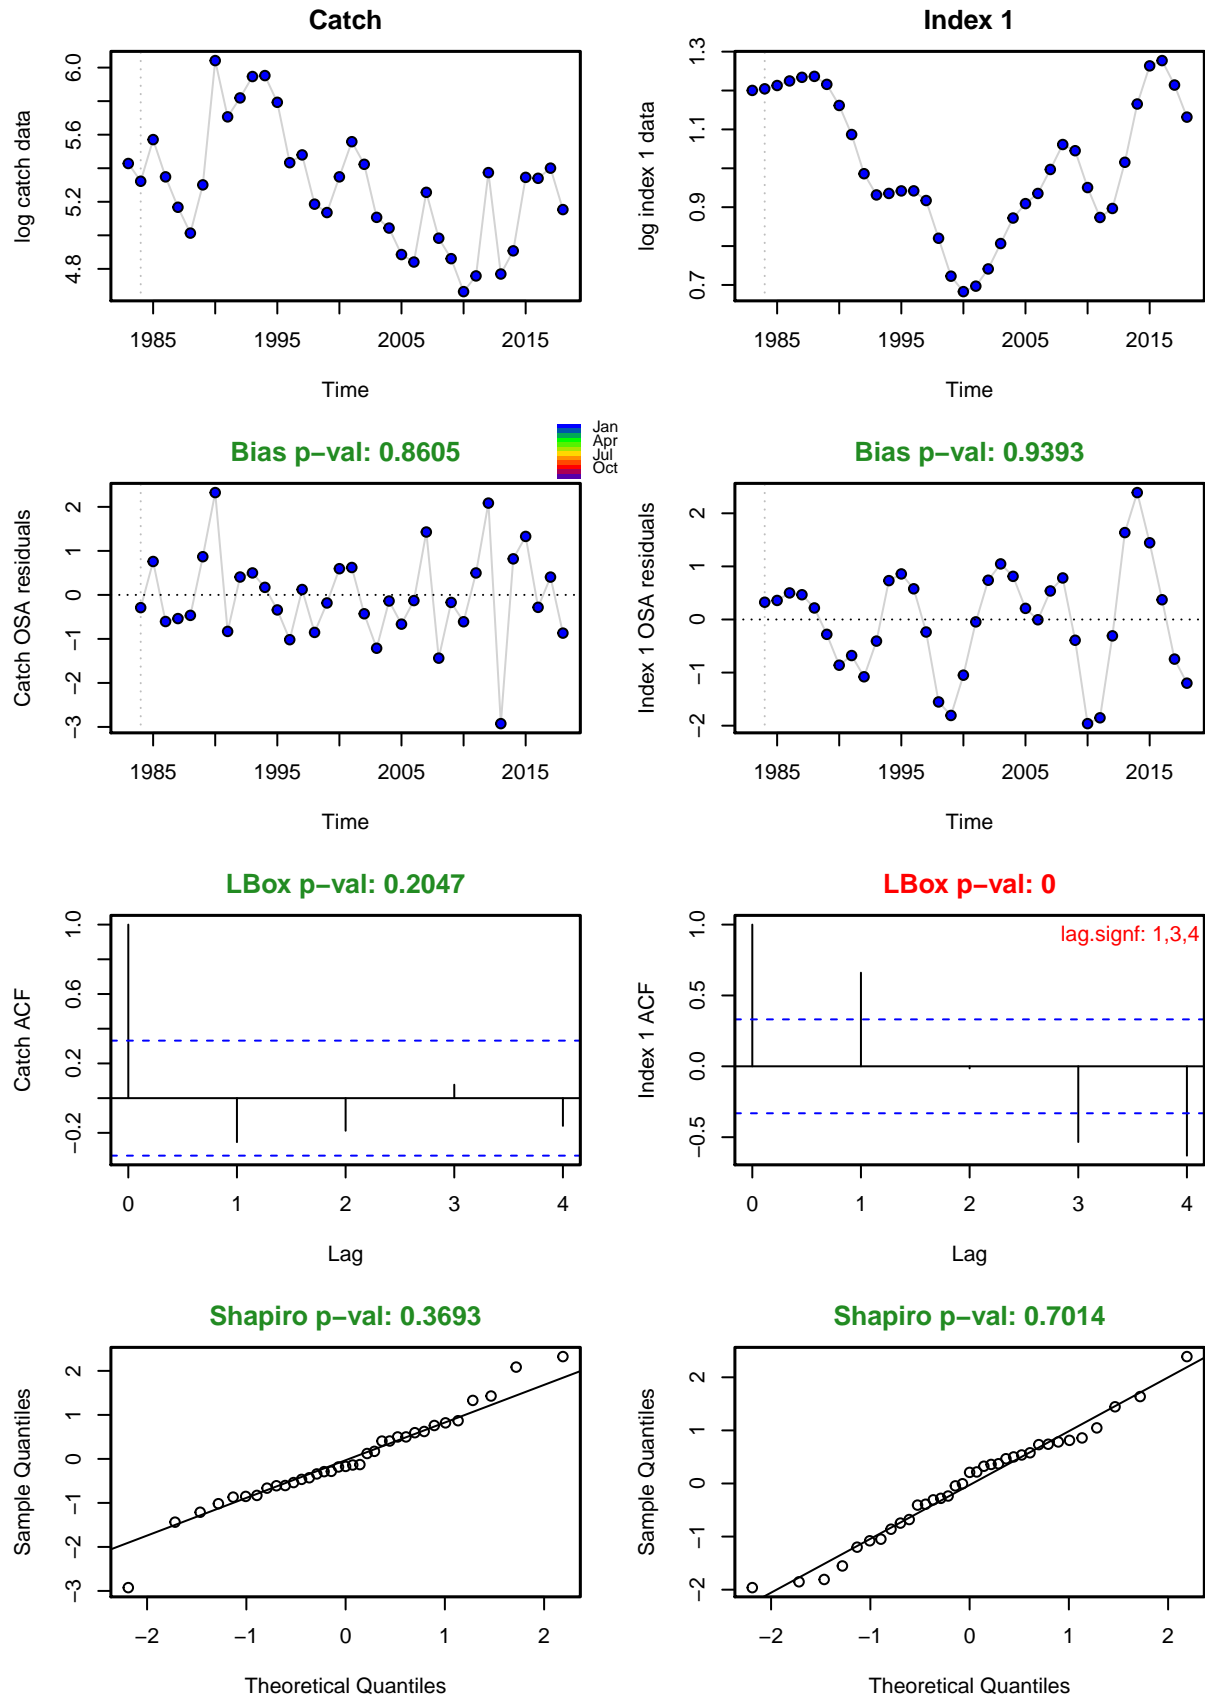 Catch
log catch data
4.8 5.2 5.6 6.0
1985 1995 2005 2015
Time
Index 1
log index 1 data
0.7 0.9 1.1 1.3
1985 1995 2005 2015
Time
Jan
Apr
Jul
Oct
Bias p−val: 0.8605
Catch OSA residuals
−3 −2 −1 0 1 2
1985 1995 2005 2015
Time
Bias p−val: 0.9393
Index 1 OSA residuals
−2 −1 0 1 2
1985 1995 2005 2015
Time
LBox p−val: 0.2047
Catch ACF
−0.2 0.2 0.6 1.0
0 1 2 3 4
Lag
LBox p−val: 0
lag.signf: 1,3,4
Index 1 ACF
−0.5 0.0 0.5 1.0
0 1 2 3 4
Lag
Shapiro p−val: 0.3693
Sample Quantiles
−3 −2 −1 0 1 2
−2 −1 0 1 2
Theoretical Quantiles
Shapiro p−val: 0.7014
Sample Quantiles
−2 −1 0 1 2
−2 −1 0 1 2
Theoretical Quantiles